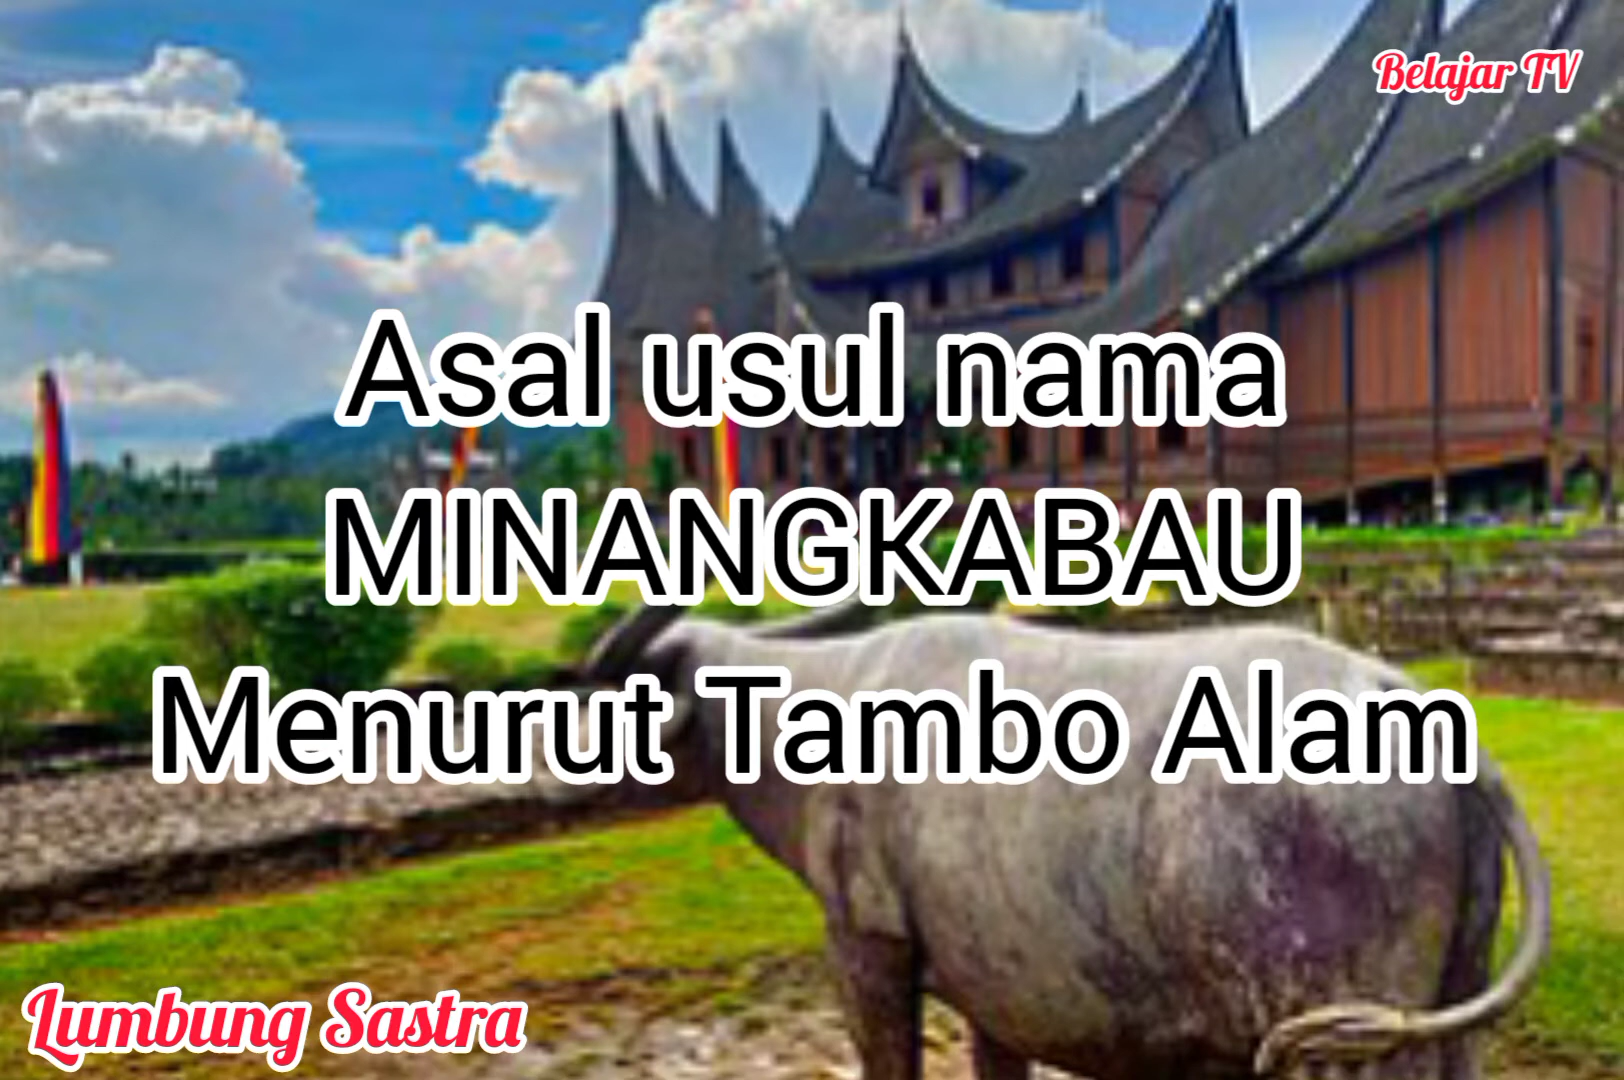 Belajar TV
Asal usul nama
MINANGKABAU
Menurut Tambo Alam
Lumbung Sastra